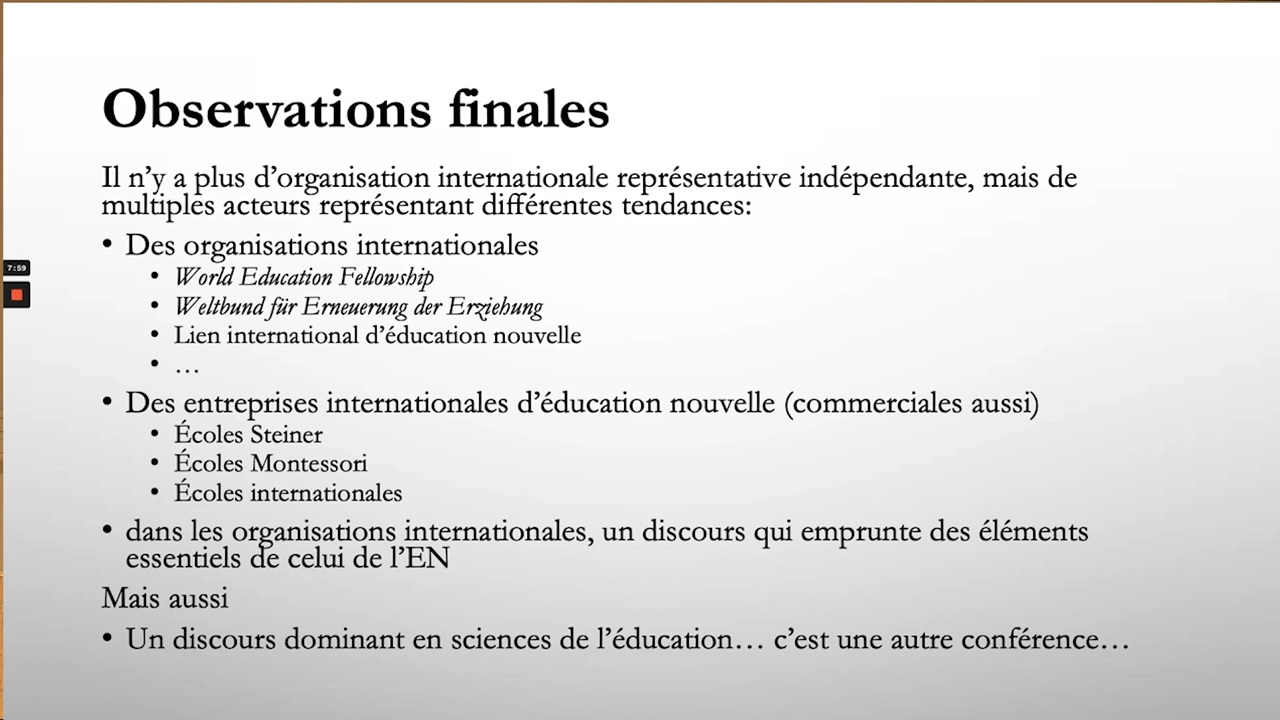 Observations finales
Il n’y a plus d’organisation internationale représentative indépendante, mais de
multiples acteurs représentant différentes tendances:
• Des organisations internationales
• World Education Fellowship
• Weltbund für Erneuerung der Erziehung
• Lien international d’éducation nouvelle
• …
• Des entreprises internationales d’éducation nouvelle (commerciales aussi)
• Écoles Steiner
• Écoles Montessori
• Écoles internationales
• dans les organisations internationales, un discours qui emprunte des éléments
essentiels de celui de l’EN
Mais aussi
• Un discours dominant en sciences de l’éducation… c’est une autre conférence…
7:59